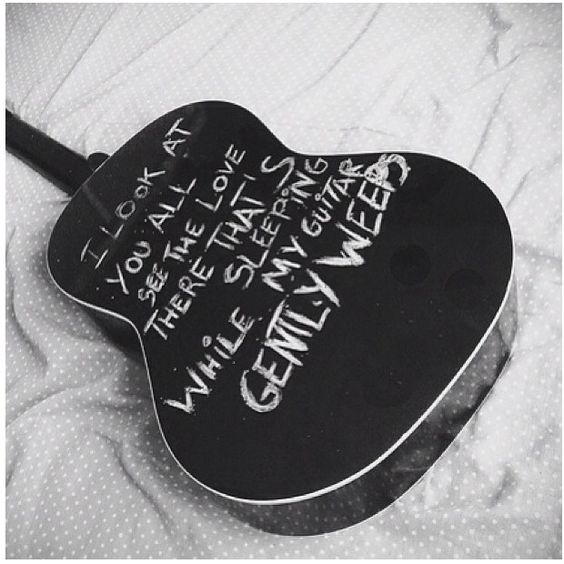 I LOOK AT
YOU ALL
SEE THE LOVE
THERE THAT'S
SLEEPING
WHILE MY GUITAR
GENTLY WEEPS